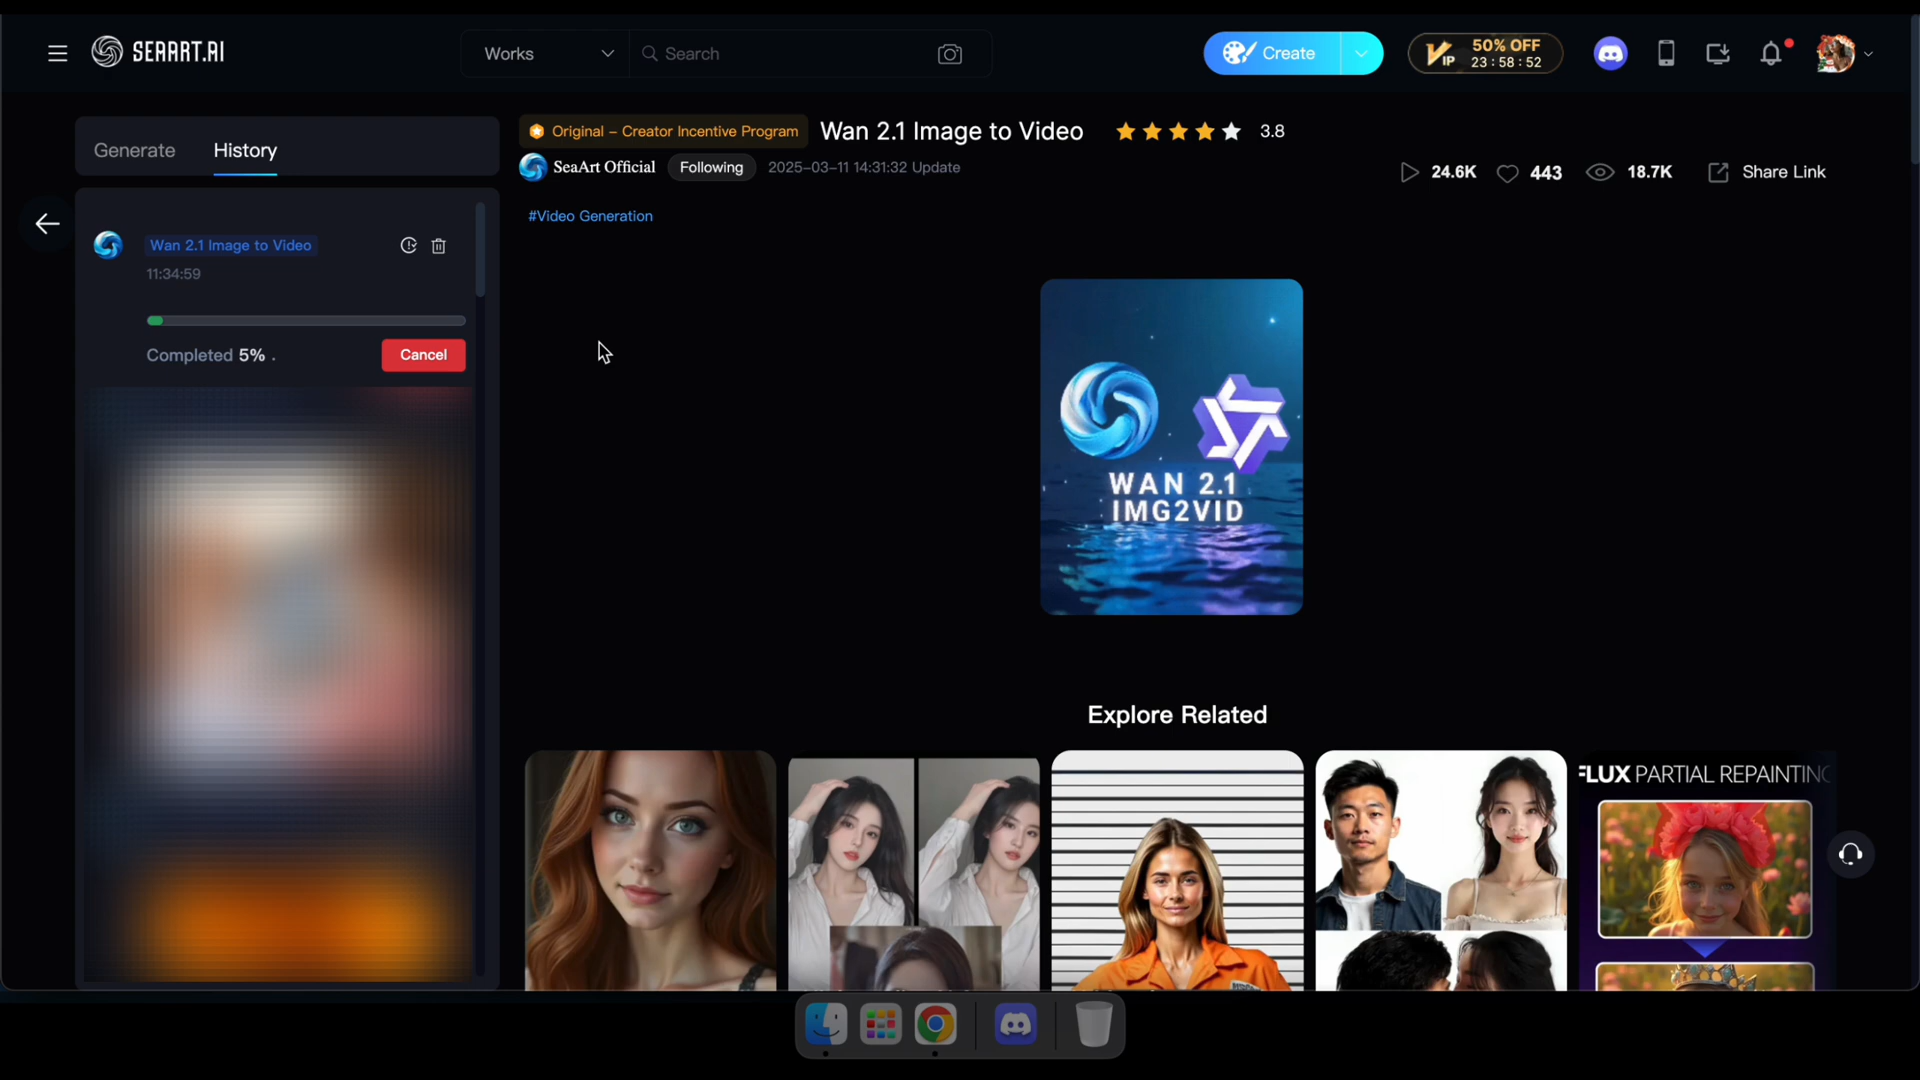 SEAART.AI
Works
Search
Create
VIP
50% OFF
23 : 58 : 52
Generate
History
Original – Creator Incentive Program
Wan 2.1 Image to Video
3.8
SeaArt Official
Following
2025–03–11 14:31:32 Update
24.6K
443
18.7K
Share Link
#Video Generation
Wan 2.1 Image to Video
11:34:59
Completed 5% .
Cancel
WAN 2.1
IMG2VID
Explore Related
FLUX PARTIAL REPAINTING